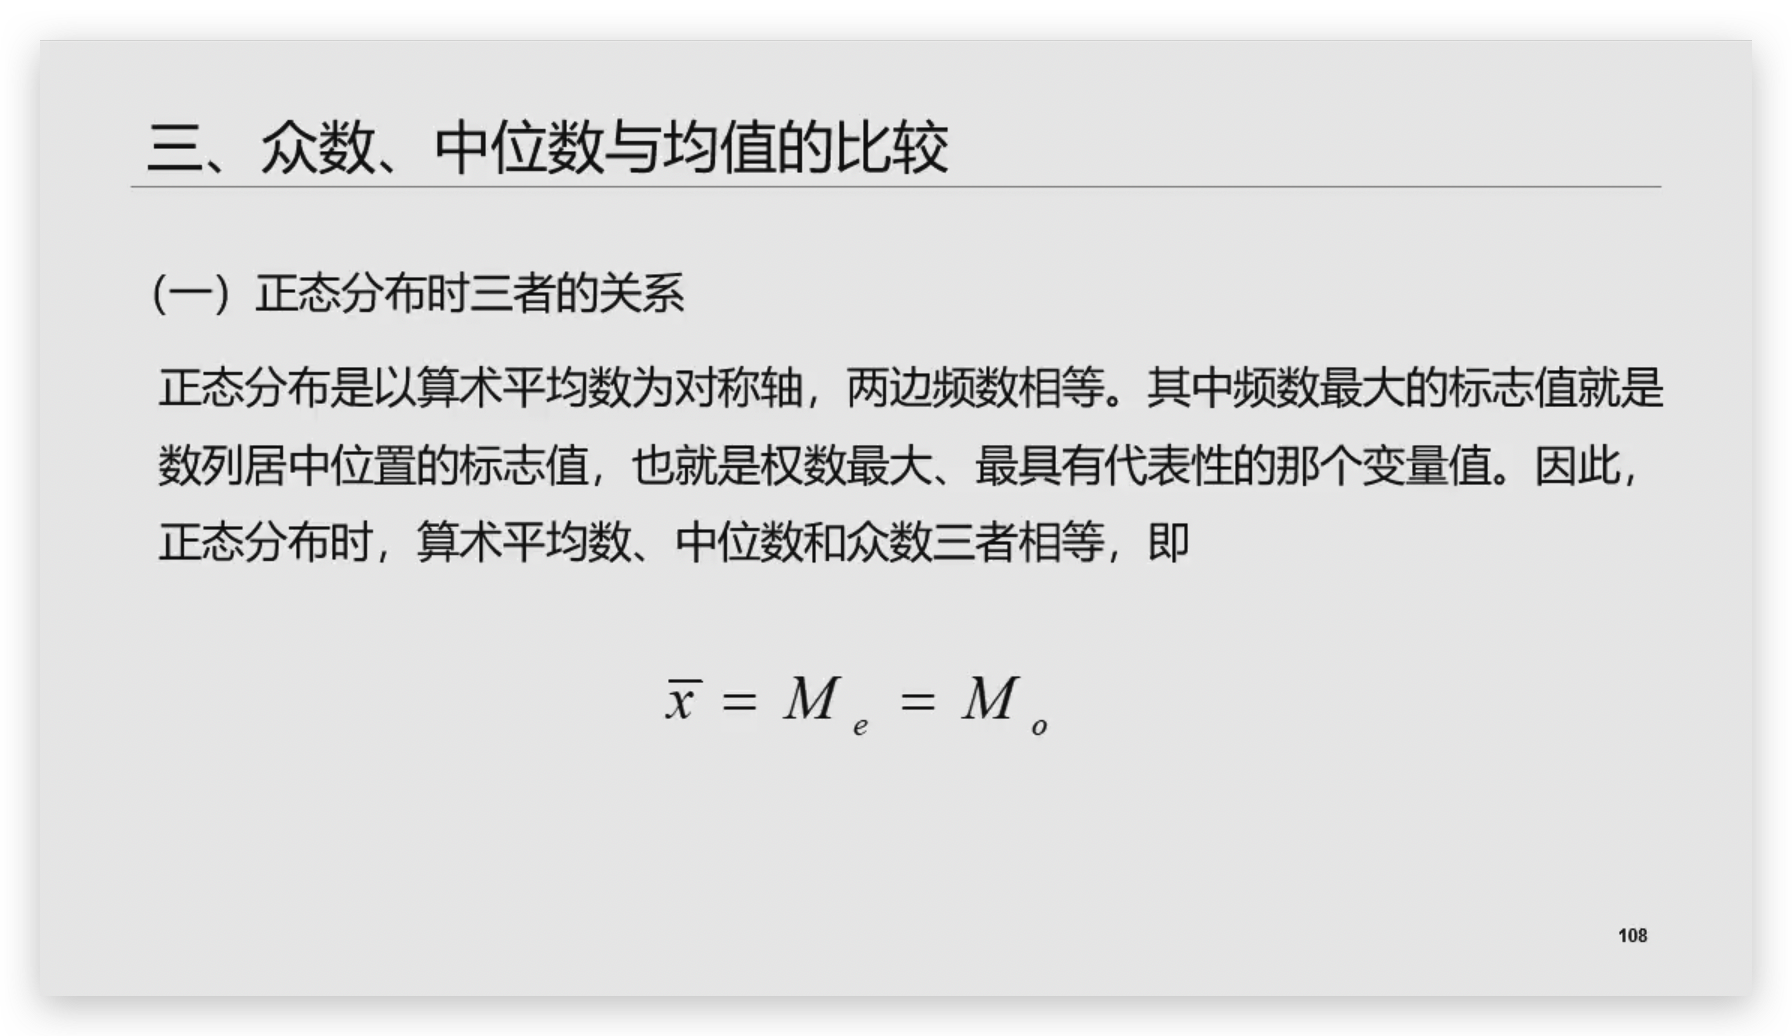 三、众数、中位数与均值的比较
(一）正态分布时三者的关系
正态分布是以算术平均数为对称轴，两边频数相等。其中频数最大的标志值就是
数列居中位置的标志值，也就是权数最大、最具有代表性的那个变量值。因此，
正态分布时，算术平均数、中位数和众数三者相等，即
x̄ = M e = M o
108